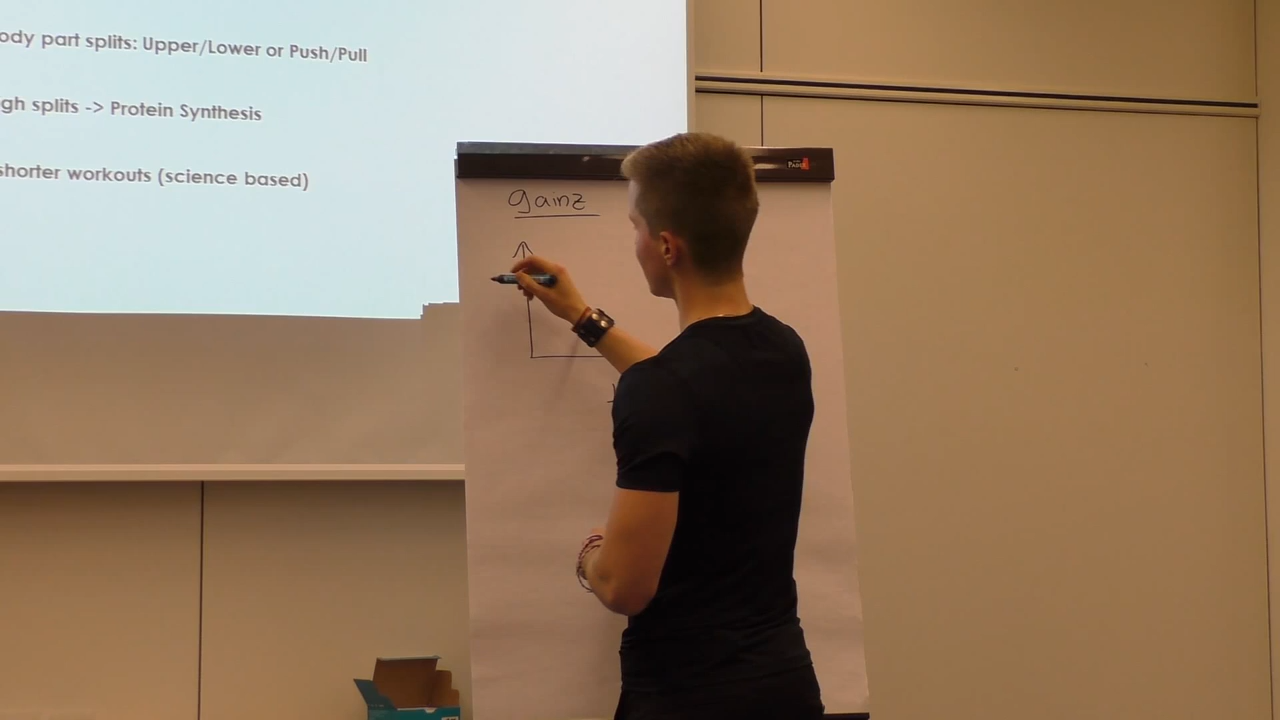 ody part splits: Upper/Lower or Push/Pull
gh splits -> Protein Synthesis
shorter workouts (science based)
gainz